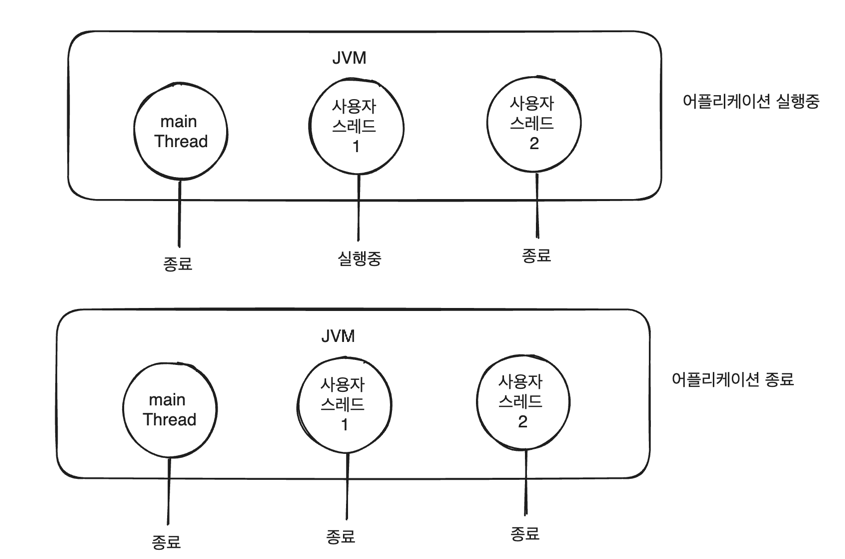 JVM
main
Thread
사용자
스레드
1
사용자
스레드
2
어플리케이션 실행중
종료
실행중
종료
JVM
main
Thread
사용자
스레드
1
사용자
스레드
2
어플리케이션 종료
종료
종료
종료